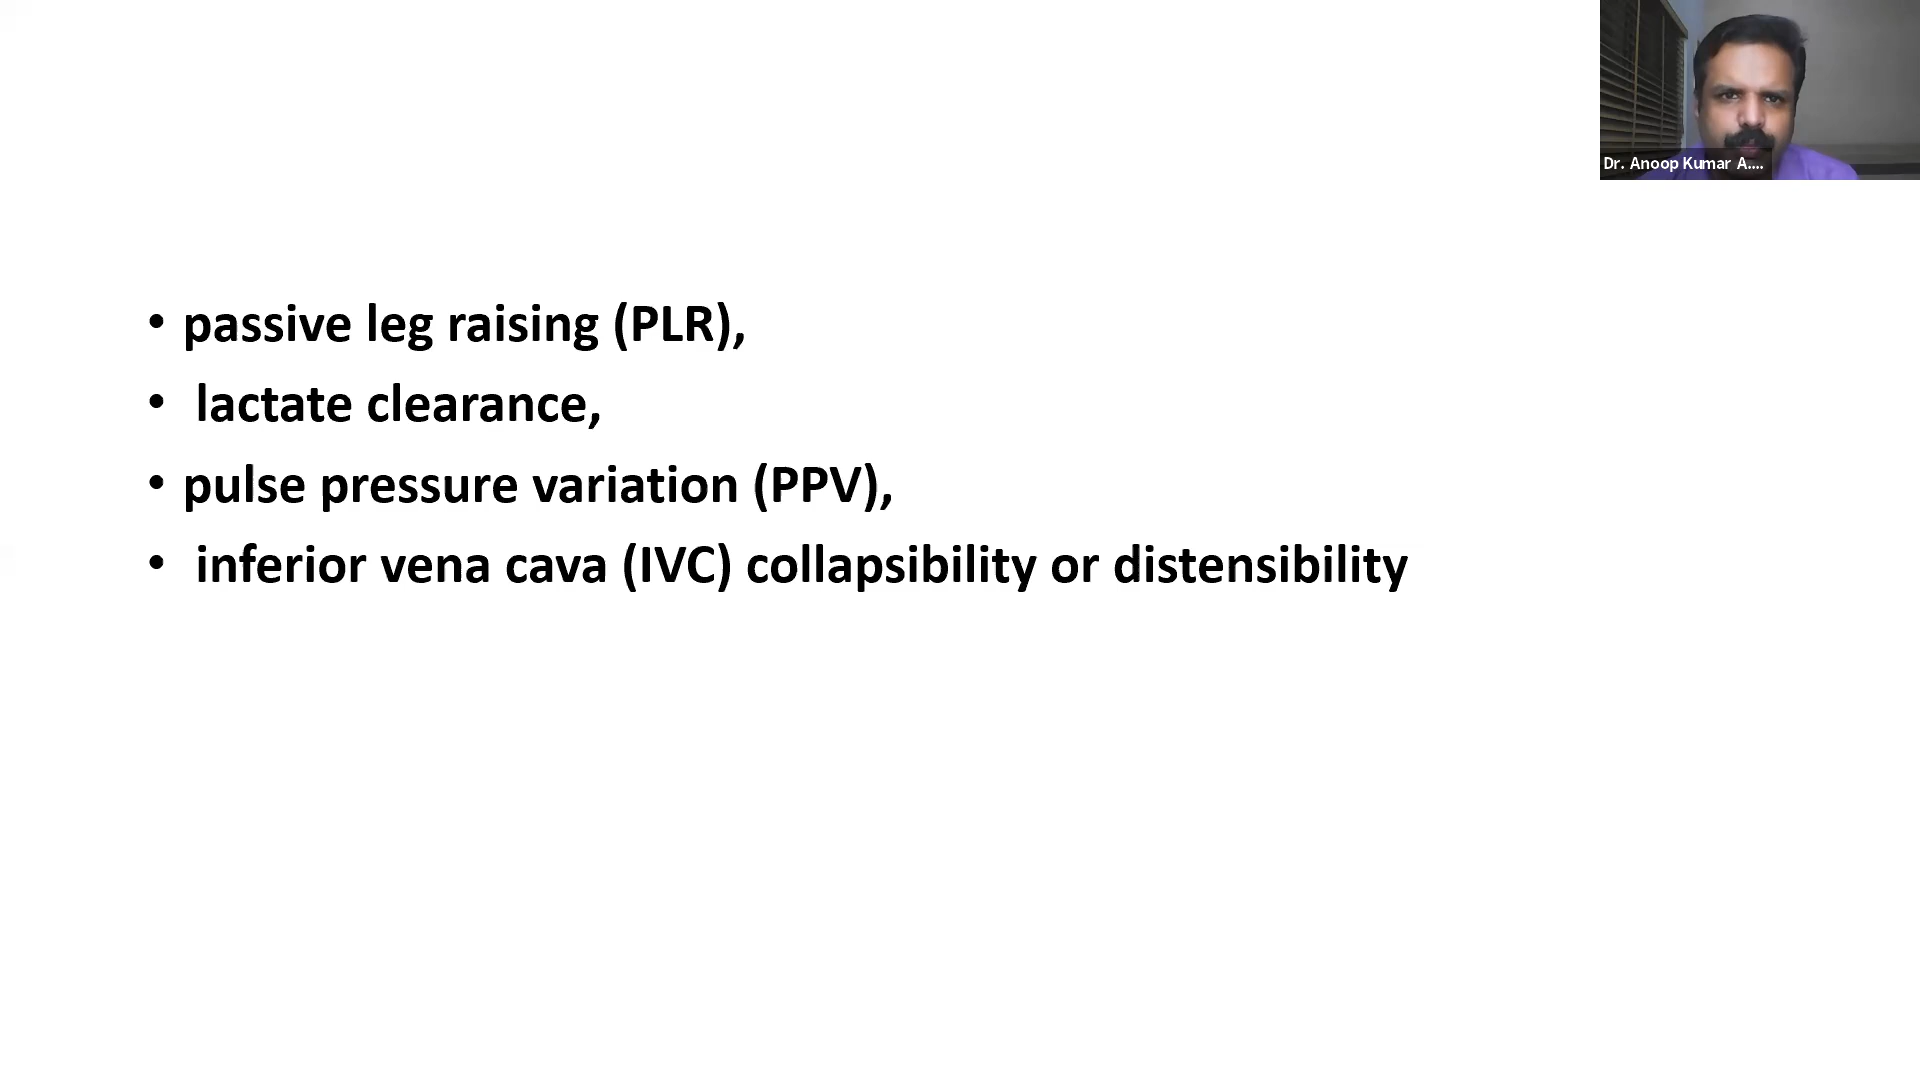 Dr. Anoop Kumar A....
• passive leg raising (PLR),
• lactate clearance,
• pulse pressure variation (PPV),
• inferior vena cava (IVC) collapsibility or distensibility